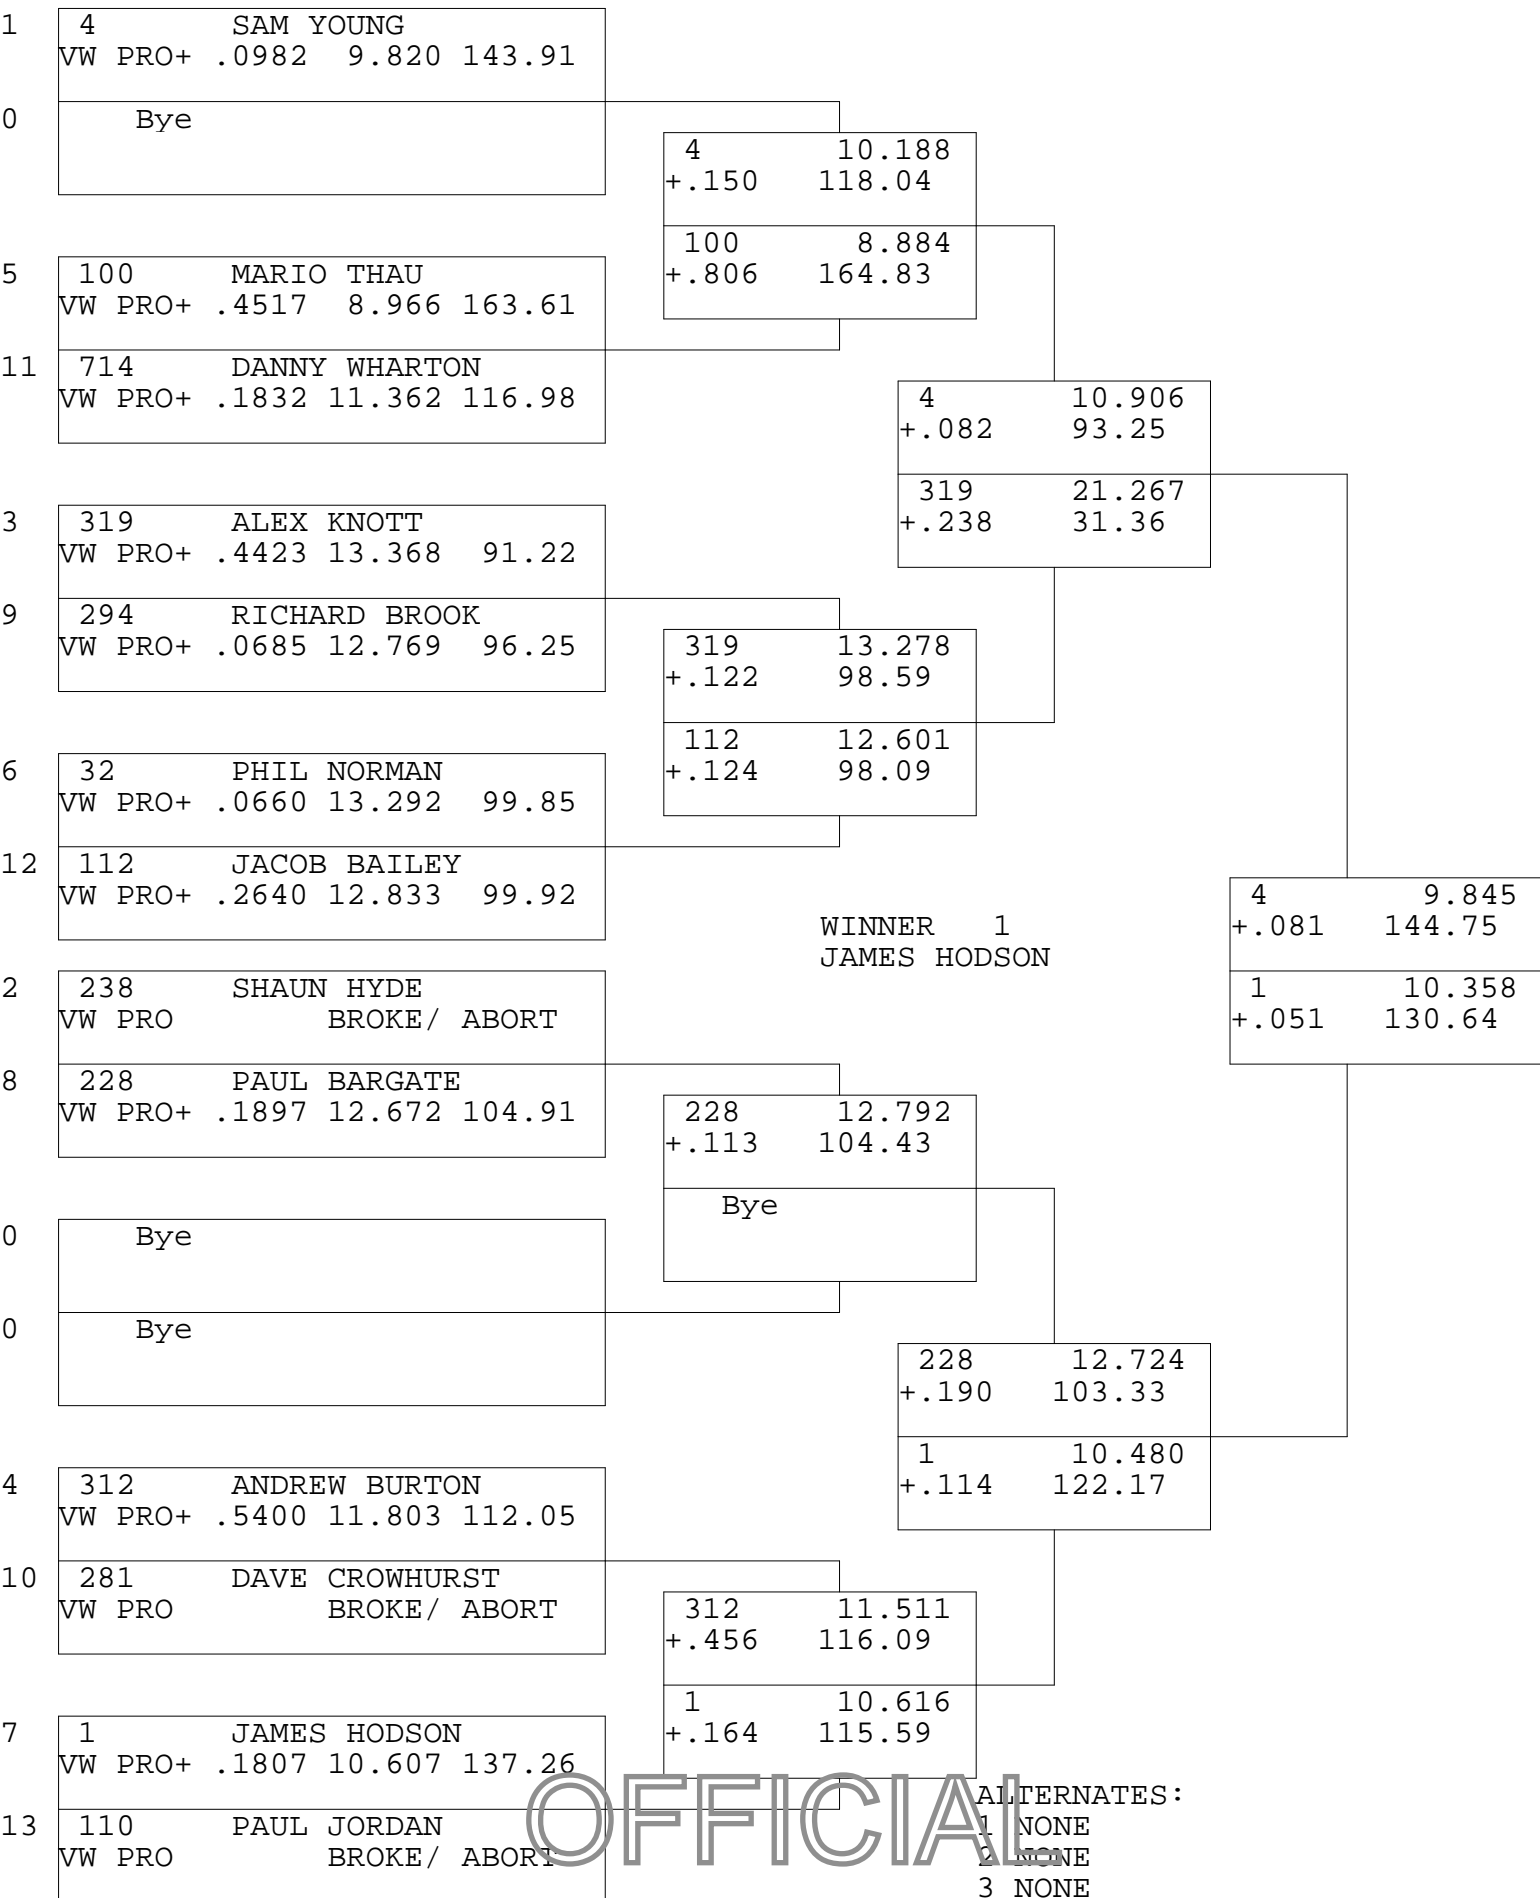 1 4 SAM YOUNG
VW PRO+ .0982 9.820 143.91
0 Bye
4 10.188
+.150 118.04
100 8.884
+.806 164.83
5 100 MARIO THAU
VW PRO+ .4517 8.966 163.61
11 714 DANNY WHARTON
VW PRO+ .1832 11.362 116.98
4 10.906
+.082 93.25
319 21.267
+.238 31.36
3 319 ALEX KNOTT
VW PRO+ .4423 13.368 91.22
9 294 RICHARD BROOK
VW PRO+ .0685 12.769 96.25
319 13.278
+.122 98.59
112 12.601
+.124 98.09
6 32 PHIL NORMAN
VW PRO+ .0660 13.292 99.85
12 112 JACOB BAILEY
VW PRO+ .2640 12.833 99.92
WINNER 1
JAMES HODSON
4 9.845
+.081 144.75
1 10.358
+.051 130.64
2 238 SHAUN HYDE
VW PRO BROKE/ ABORT
8 228 PAUL BARGATE
VW PRO+ .1897 12.672 104.91
228 12.792
+.113 104.43
Bye
0 Bye
0 Bye
228 12.724
+.190 103.33
1 10.480
+.114 122.17
4 312 ANDREW BURTON
VW PRO+ .5400 11.803 112.05
10 281 DAVE CROWHURST
VW PRO BROKE/ ABORT
312 11.511
+.456 116.09
1 10.616
+.164 115.59
7 1 JAMES HODSON
VW PRO+ .1807 10.607 137.26
13 110 PAUL JORDAN
VW PRO BROKE/ ABORT
OFFICIAL
ALTERNATES:
1 NONE
2 NONE
3 NONE